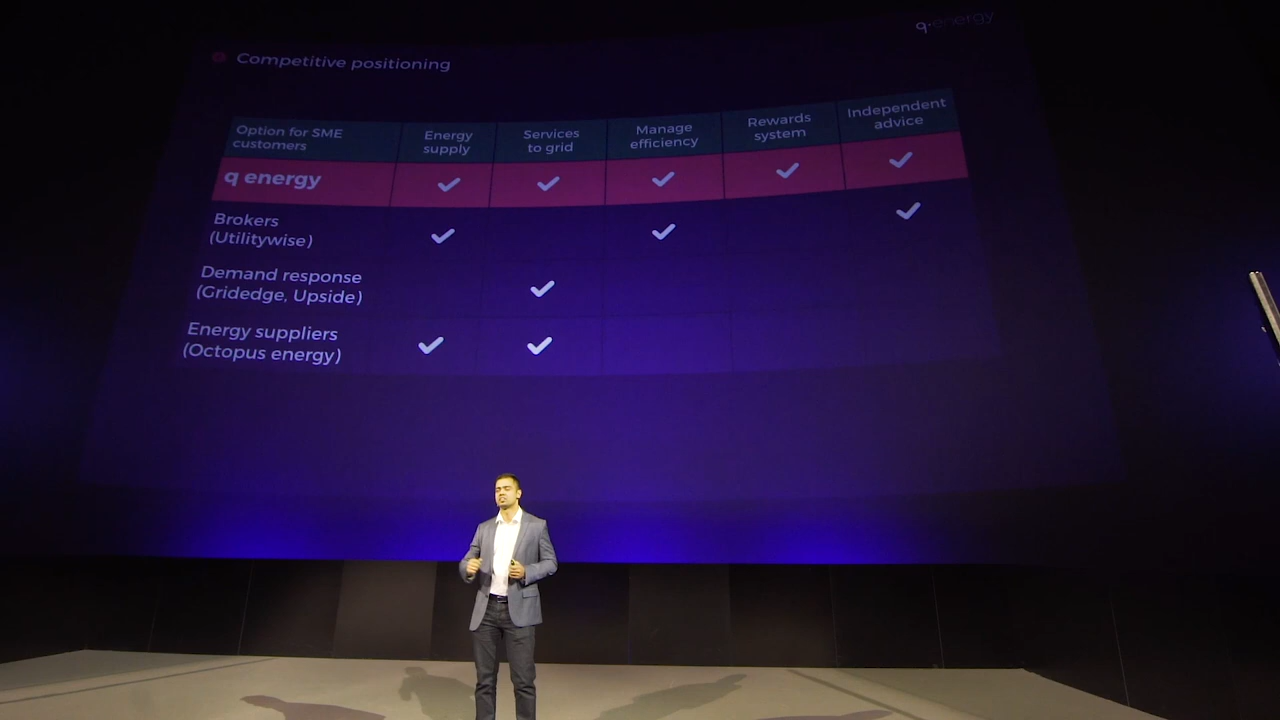 q·energy
Competitive positioning
Option for SME
customers
Energy
supply
Services
to grid
Manage
efficiency
Rewards
system
Independent
advice
q energy
Brokers
(Utilitywise)
Demand response
(Gridedge, Upside)
Energy suppliers
(Octopus energy)